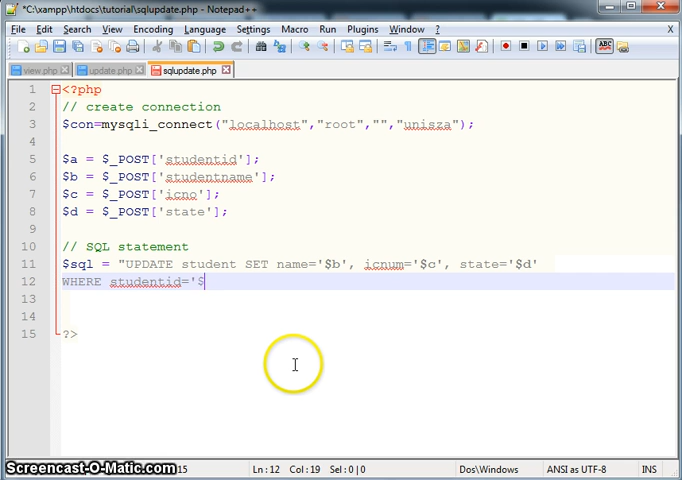 *C:\xampp\htdocs\tutorial\sqlupdate.php - Notepad++
File Edit Search View Encoding Language Settings Macro Run Plugins Window ? X
ABC
view.php update.php sqlupdate.php
1 <?php
2 // create connection
3 $con=mysqli_connect("localhost","root","","unisza");
4
5 $a = $_POST['studentid'];
6 $b = $_POST['studentname'];
7 $c = $_POST['icno'];
8 $d = $_POST['state'];
9
10 // SQL statement
11 $sql = "UPDATE student SET name='$b', icnum='$c', state='$d'
12 WHERE studentid='$
13
14
15 ?>
Screencast-O-Matic.com 15 Ln : 12 Col : 19 Sel : 0 | 0 Dos\Windows ANSI as UTF-8 INS